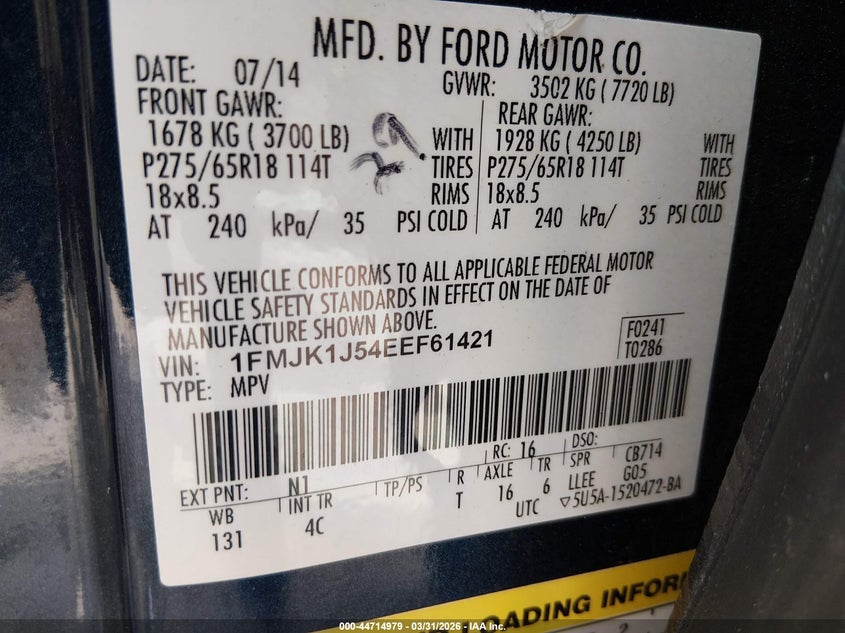 MFD. BY FORD MOTOR CO.
DATE: 07/14
GVWR: 3502 KG ( 7720 LB)
FRONT GAWR:
REAR GAWR:
1678 KG ( 3700 LB) WITH
1928 KG ( 4250 LB) WITH
P275/65R18 114T TIRES
P275/65R18 114T TIRES
18x8.5 RIMS
18x8.5 RIMS
AT 240 kPa/ 35 PSI COLD
AT 240 kPa/ 35 PSI COLD
THIS VEHICLE CONFORMS TO ALL APPLICABLE FEDERAL MOTOR
VEHICLE SAFETY STANDARDS IN EFFECT ON THE DATE OF
MANUFACTURE SHOWN ABOVE.
VIN: 1FMJK1J54EEF61421
TYPE: MPV
F0241
T0286
EXT PNT: N1 RC: 16 DSO:
WB INT TR TP/PS R AXLE TR SPR CB714
131 4C T 16 6 LLEE G05
UTC ▽5U5A-1520472-BA
LOADING INFOR
2
44714979 - 03/31/2026 - IAA Inc.